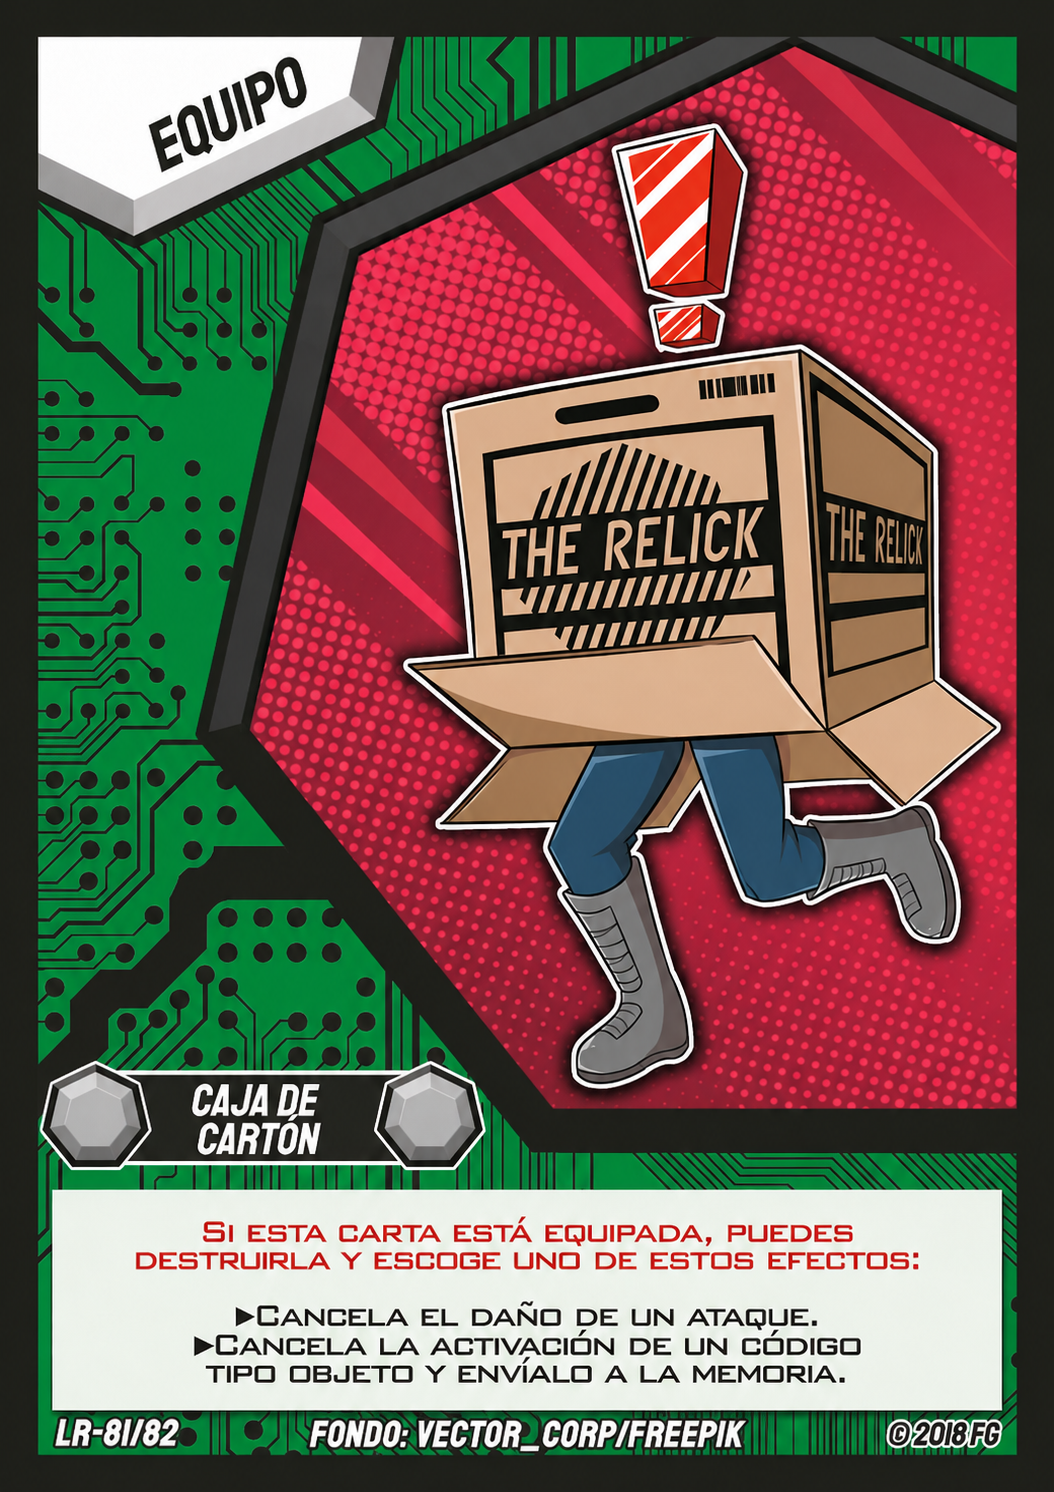 EQUIPO
THE RELICK
THE RELICK
CAJA DE
CARTÓN
SI ESTA CARTA ESTÁ EQUIPADA, PUEDES
DESTRUIRLA Y ESCOGE UNO DE ESTOS EFECTOS:
▶CANCELA EL DAÑO DE UN ATAQUE.
▶CANCELA LA ACTIVACIÓN DE UN CÓDIGO
TIPO OBJETO Y ENVÍALO A LA MEMORIA.
LR-81/82
FONDO: VECTOR_CORP/FREEPIK
©2018 FG